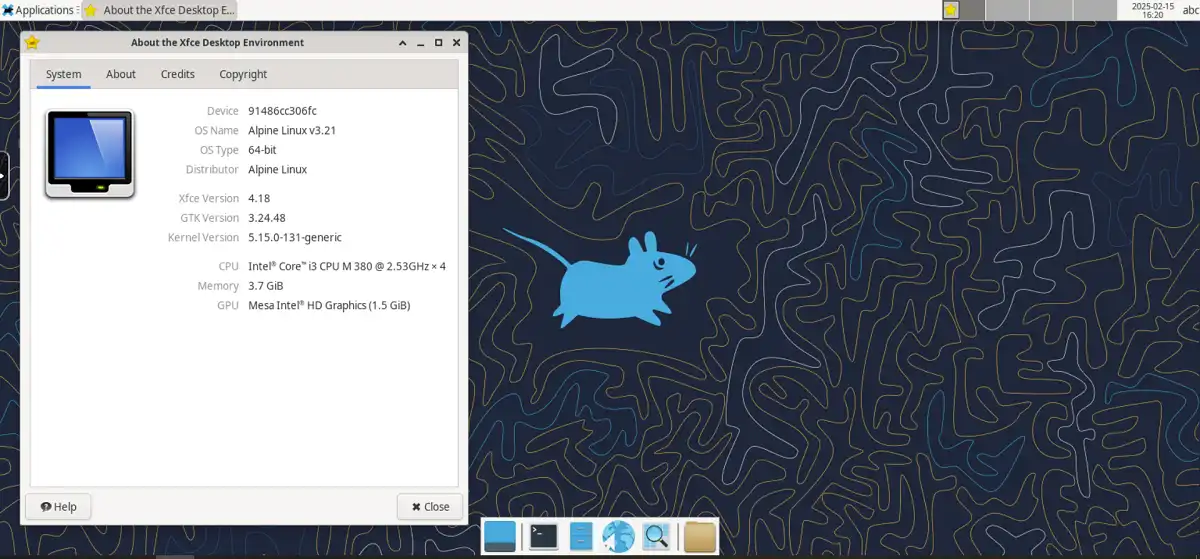 Applications
About the Xfce Desktop E...
2025-02-15
16:20
abc
About the Xfce Desktop Environment
System About Credits Copyright
Device 91486cc306fc
OS Name Alpine Linux v3.21
OS Type 64-bit
Distributor Alpine Linux
Xfce Version 4.18
GTK Version 3.24.48
Kernel Version 5.15.0-131-generic
CPU Intel® Core™ i3 CPU M 380 @ 2.53GHz × 4
Memory 3.7 GiB
GPU Mesa Intel® HD Graphics (1.5 GiB)
Help
Close